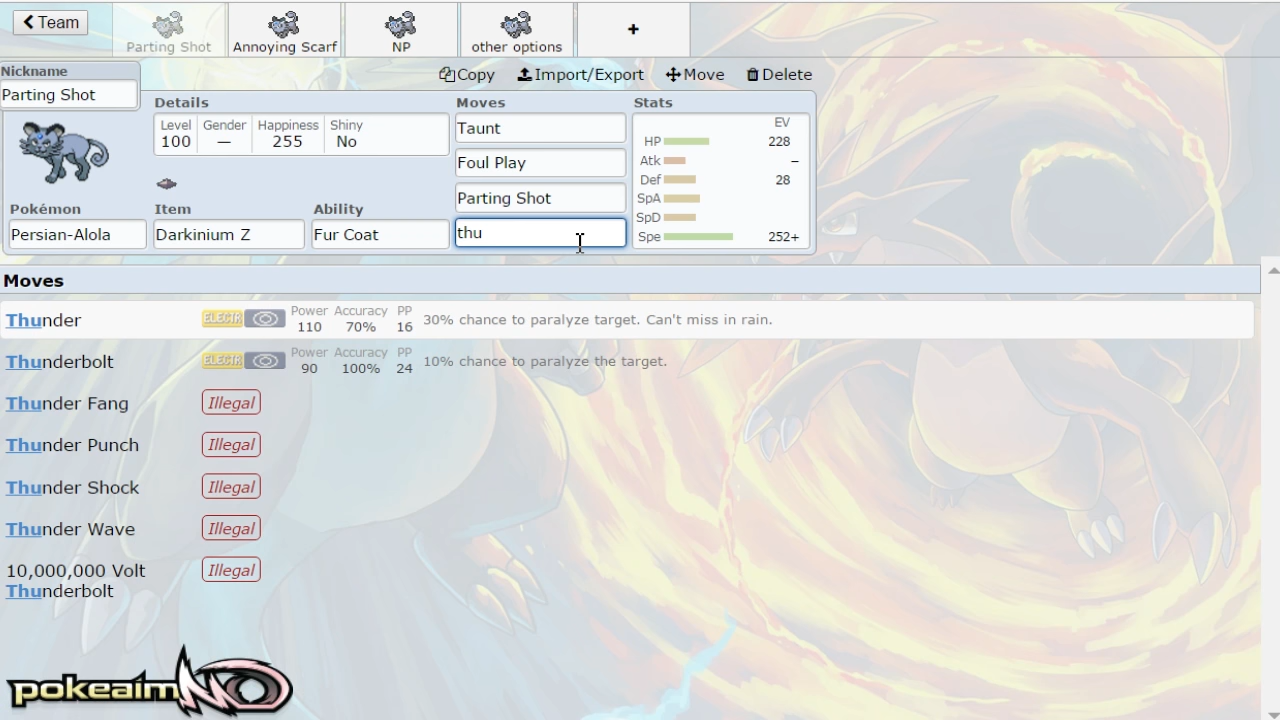 Team
Parting Shot
Annoying Scarf
NP
other options
+
Nickname
Parting Shot
Copy
Import/Export
Move
Delete
Details
Level
100
Gender
—
Happiness
255
Shiny
No
Pokémon
Persian-Alola
Item
Darkinium Z
Ability
Fur Coat
Moves
Taunt
Foul Play
Parting Shot
thu
Stats
EV
HP 228
Atk –
Def 28
SpA
SpD
Spe 252+
Moves
Thunder ELECTR Power 110 Accuracy 70% PP 16 30% chance to paralyze target. Can't miss in rain.
Thunderbolt ELECTR Power 90 Accuracy 100% PP 24 10% chance to paralyze the target.
Thunder Fang Illegal
Thunder Punch Illegal
Thunder Shock Illegal
Thunder Wave Illegal
10,000,000 Volt Illegal
Thunderbolt
pokeaimMD